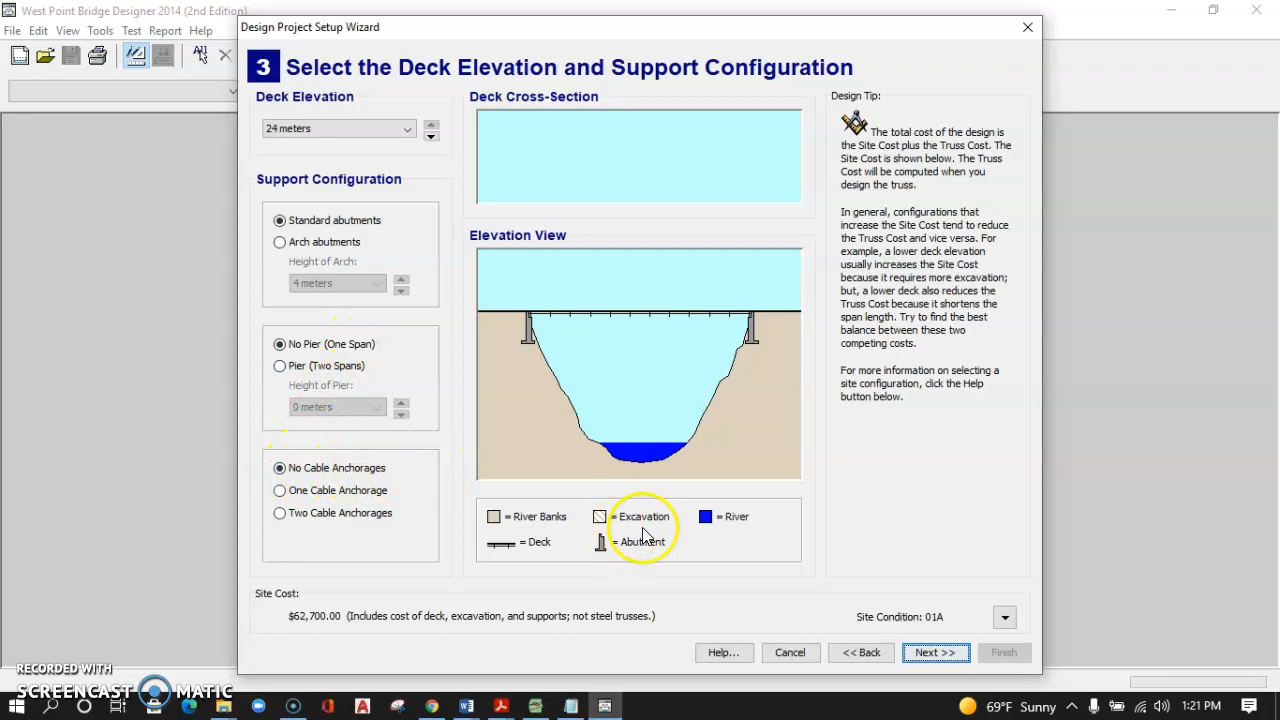 West Point Bridge Designer 2014 (2nd Edition)
Design Project Setup Wizard
File Edit View Tools Test Report Help
3 Select the Deck Elevation and Support Configuration
Deck Elevation
24 meters
Support Configuration
Standard abutments
Arch abutments
Height of Arch:
4 meters
No Pier (One Span)
Pier (Two Spans)
Height of Pier:
0 meters
No Cable Anchorages
One Cable Anchorage
Two Cable Anchorages
Deck Cross-Section
Elevation View
= River Banks
= Excavation
= River
= Deck
= Abutment
Design Tip:
The total cost of the design is
the Site Cost plus the Truss Cost. The
Site Cost is shown below. The Truss
Cost will be computed when you
design the truss.
In general, configurations that
increase the Site Cost tend to reduce
the Truss Cost and vice versa. For
example, a lower deck elevation
usually increases the Site Cost
because it requires more excavation;
but, a lower deck also reduces the
Truss Cost because it shortens the
span length. Try to find the best
balance between these two
competing costs.
For more information on selecting a
site configuration, click the Help
button below.
Site Cost:
$62,700.00 (Includes cost of deck, excavation, and supports; not steel trusses.)
Site Condition: 01A
Help... Cancel << Back Next >> Finish
RECORDED WITH
SCREENCAST MATIC
69°F Sunny
1:21 PM